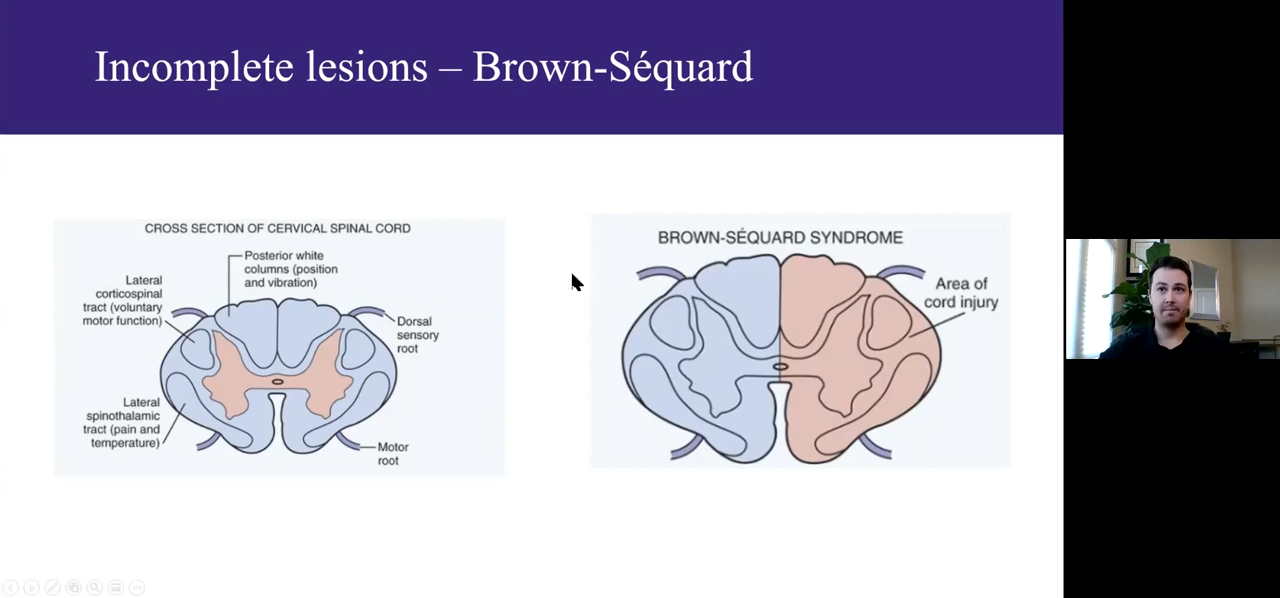 Incomplete lesions – Brown-Séquard
CROSS SECTION OF CERVICAL SPINAL CORD
Posterior white
columns (position
and vibration)
Lateral
corticospinal
tract (voluntary
motor function)
Dorsal
sensory
root
Lateral
spinothalamic
tract (pain and
temperature)
Motor
root
BROWN-SÉQUARD SYNDROME
Area of
cord injury